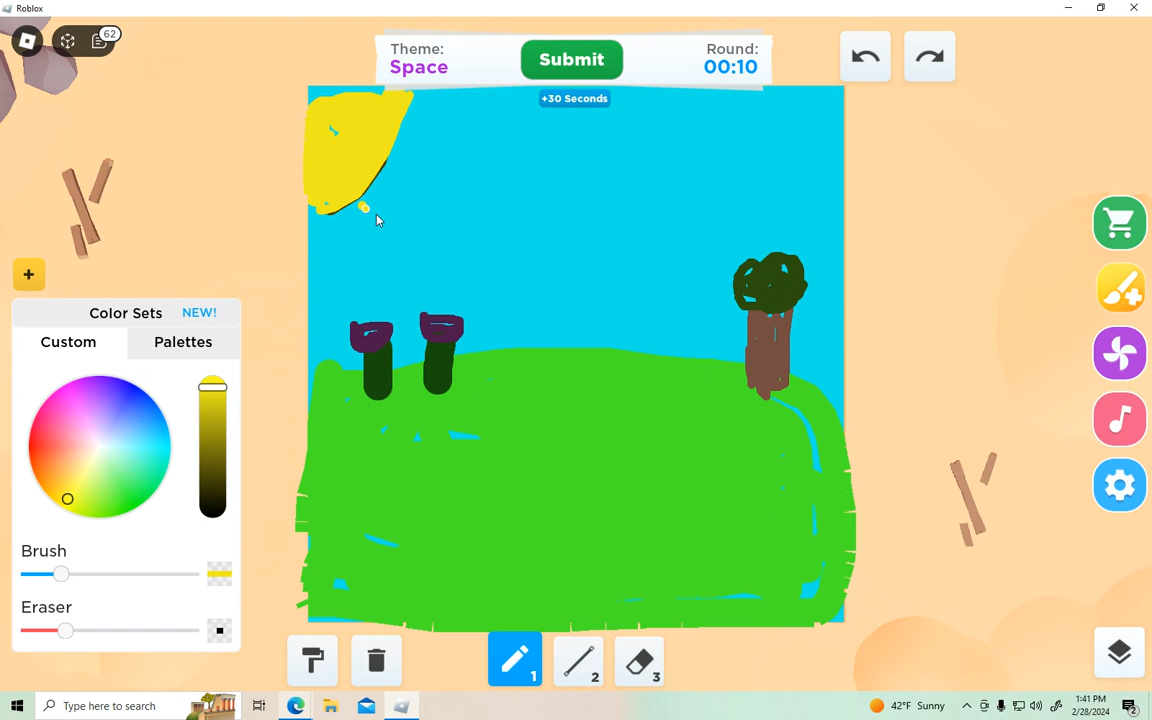 Roblox
62
Theme:
Space
Submit
Round:
00:10
+30 Seconds
+
Color Sets NEW!
Custom
Palettes
Brush
Eraser
1
2
3
Type here to search
42°F Sunny
1:41 PM
2/28/2024
2